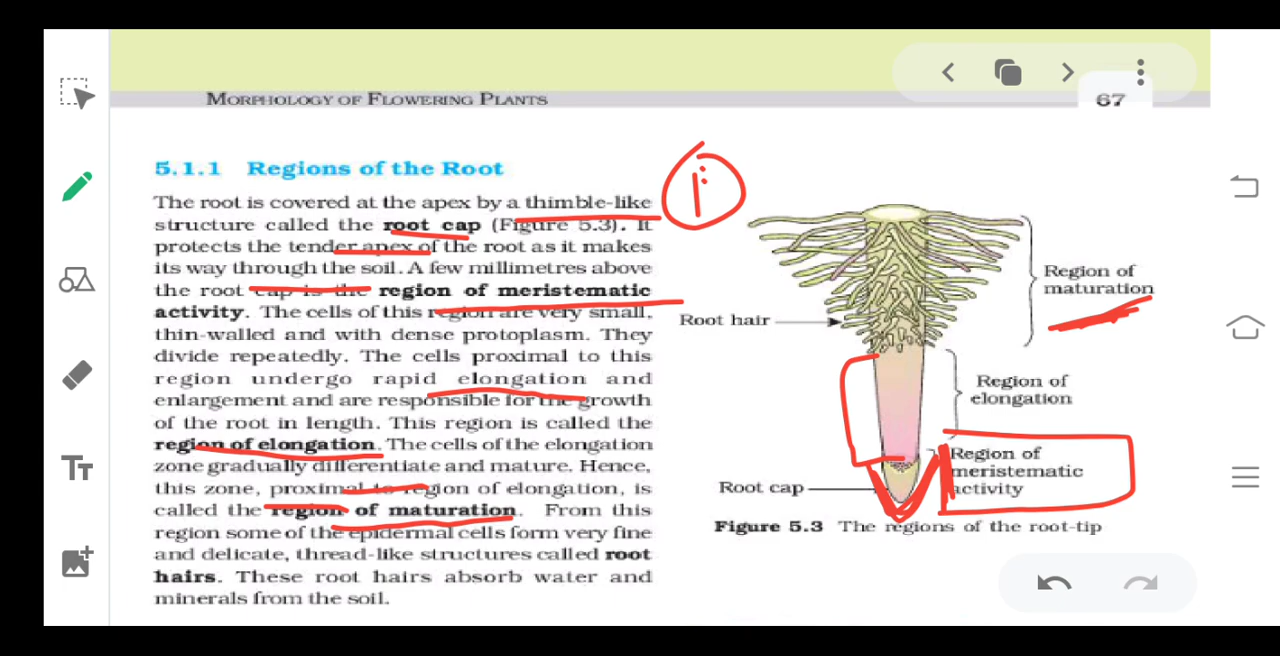 MORPHOLOGY OF FLOWERING PLANTS
67
5.1.1 Regions of the Root
The root is covered at the apex by a thimble-like
structure called the root cap (Figure 5.3). It
protects the tender apex of the root as it makes
its way through the soil. A few millimetres above
the root cap is the region of meristematic
activity. The cells of this region are very small,
thin-walled and with dense protoplasm. They
divide repeatedly. The cells proximal to this
region undergo rapid elongation and
enlargement and are responsible for the growth
of the root in length. This region is called the
region of elongation. The cells of the elongation
zone gradually differentiate and mature. Hence,
this zone, proximal to region of elongation, is
called the region of maturation. From this
region some of the epidermal cells form very fine
and delicate, thread-like structures called root
hairs. These root hairs absorb water and
minerals from the soil.
Region of
maturation
Root hair
Region of
elongation
Region of
meristematic
activity
Root cap
Figure 5.3 The regions of the root-tip
Tт